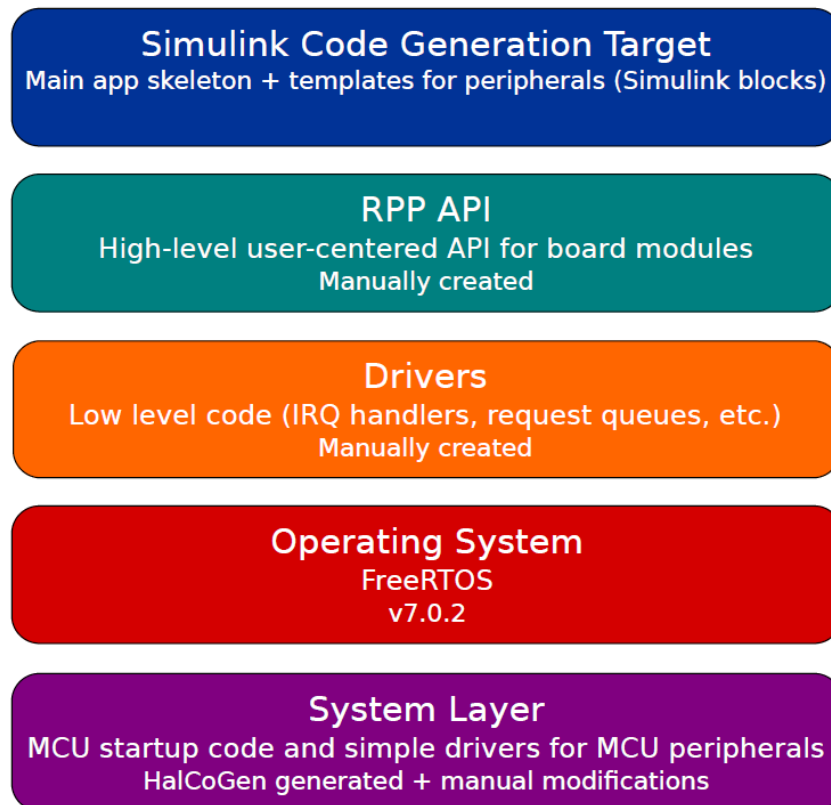 Simulink Code Generation Target
Main app skeleton + templates for peripherals (Simulink blocks)
RPP API
High-level user-centered API for board modules
Manually created
Drivers
Low level code (IRQ handlers, request queues, etc.)
Manually created
Operating System
FreeRTOS
v7.0.2
System Layer
MCU startup code and simple drivers for MCU peripherals
HalCoGen generated + manual modifications